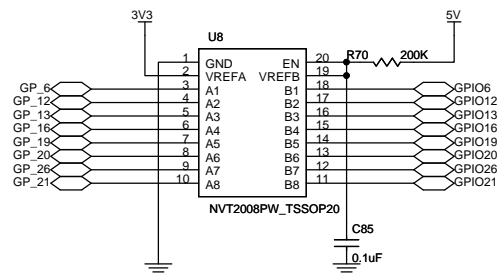 3V3 5V
U8
1 GND EN 20 R70 200K
2 VREFA VREFB 19
GP_6 3 A1 B1 18 GPIO6
GP_12 4 A2 B2 17 GPIO12
GP_13 5 A3 B3 16 GPIO13
GP_16 6 A4 B4 15 GPIO16
GP_19 7 A5 B5 14 GPIO19
GP_20 8 A6 B6 13 GPIO20
GP_26 9 A7 B7 12 GPIO26
GP_21 10 A8 B8 11 GPIO21
NVT2008PW_TSSOP20
C85
0.1uF